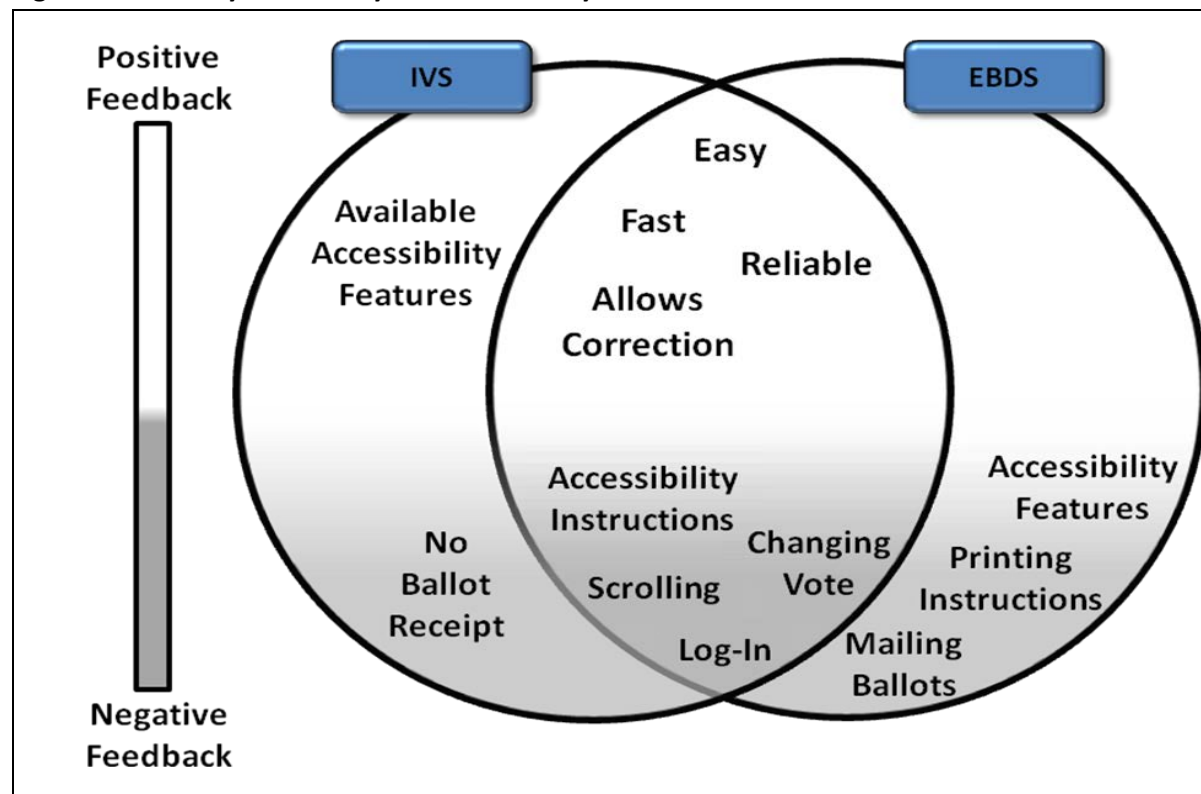 Positive
Feedback
IVS
EBDS
Easy
Available
Accessibility
Features
Fast
Reliable
Allows
Correction
Accessibility
Instructions
Accessibility
Features
No
Ballot
Receipt
Changing
Vote
Scrolling
Printing
Instructions
Log-In
Mailing
Ballots
Negative
Feedback